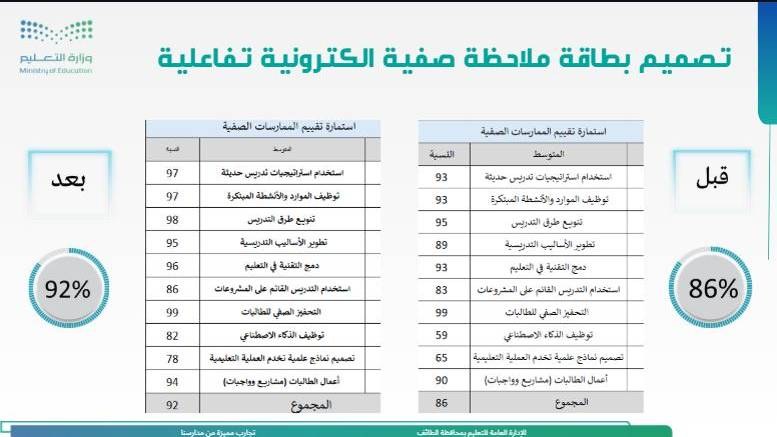 وزارة التعليم
Ministry of Education
تصميم بطاقة ملاحظة صفية الكترونية تفاعلية
قبل
86%
استمارة تقييم الممارسات الصفية
المتوسط النسبة
استخدام استراتيجيات تدريس حديثة 93
توظيف الموارد والأنشطة المبتكرة 93
تنويع طرق التدريس 95
تطوير الأساليب التدريسية 89
دمج التقنية في التعليم 93
استخدام التدريس القائم على المشروعات 83
التحفيز الصفي للطالبات 99
توظيف الذكاء الاصطناعي 59
تصميم نماذج علمية تخدم العملية التعليمية 65
أعمال الطالبات (مشاريع وواجبات) 90
المجموع 86
استمارة تقييم الممارسات الصفية
المتوسط النسبة
استخدام استراتيجيات تدريس حديثة 97
توظيف الموارد والأنشطة المبتكرة 97
تنويع طرق التدريس 98
تطوير الأساليب التدريسية 95
دمج التقنية في التعليم 96
استخدام التدريس القائم على المشروعات 86
التحفيز الصفي للطالبات 99
توظيف الذكاء الاصطناعي 82
تصميم نماذج علمية تخدم العملية التعليمية 78
أعمال الطالبات (مشاريع وواجبات) 94
المجموع 92
بعد
92%
الإدارة العامة للتعليم بمحافظة الطائف
تجارب مميزة من مدارسنا